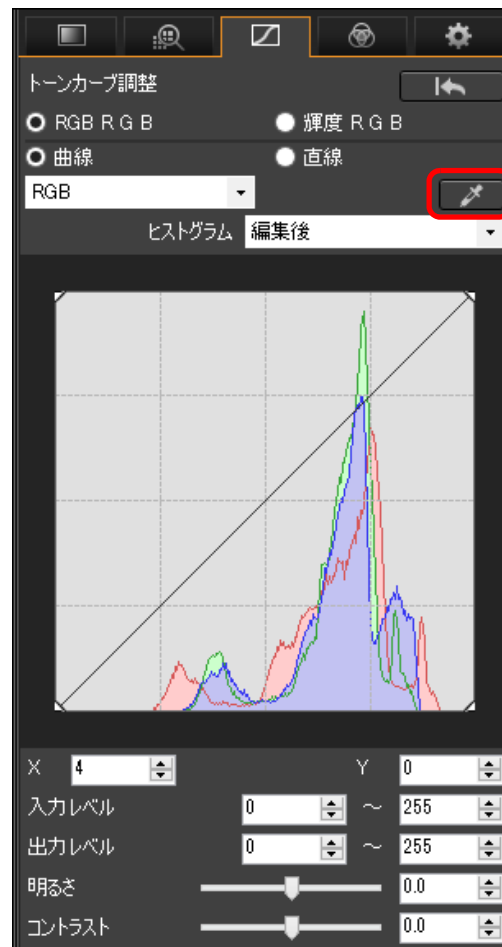 トーンカーブ調整
RGB R G B 輝度 R G B
曲線 直線
RGB
ヒストグラム 編集後
X 4 Y 0
入力レベル 0 ～ 255
出力レベル 0 ～ 255
明るさ 0.0
コントラスト 0.0